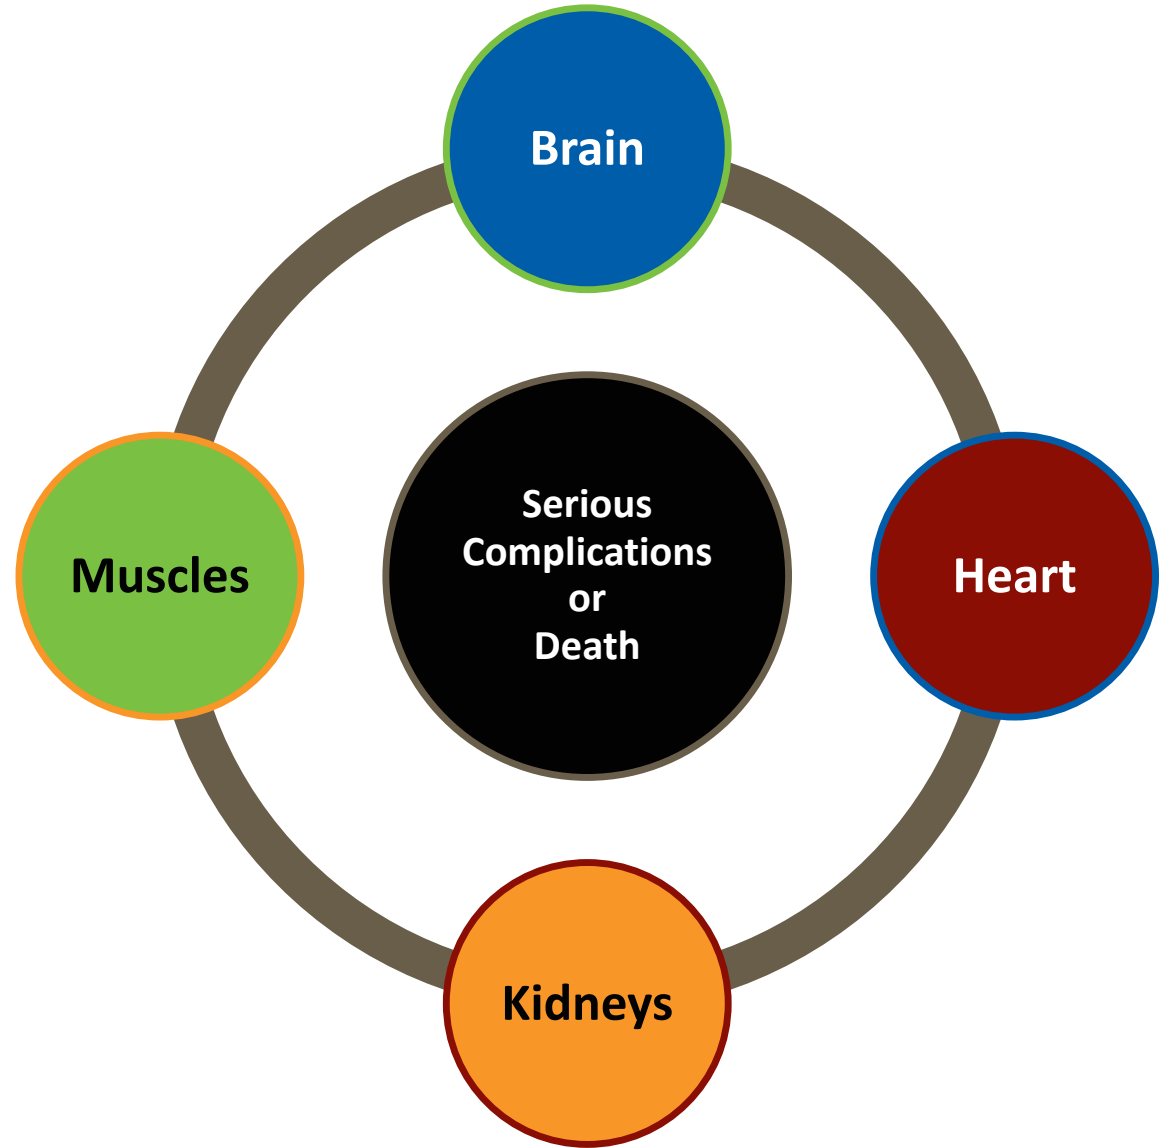 Brain
Serious
Complications
or
Death
Muscles
Heart
Kidneys